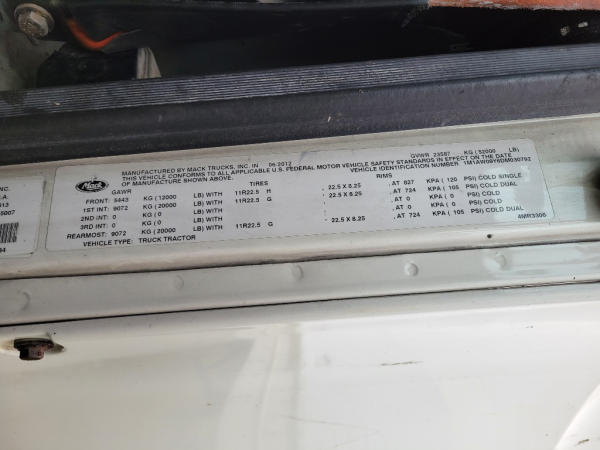 MANUFACTURED BY MACK TRUCKS, INC. IN 06/2012 GVWR 23587 KG (52000 LB)
THIS VEHICLE CONFORMS TO ALL APPLICABLE U.S. FEDERAL MOTOR VEHICLE SAFETY STANDARDS IN EFFECT ON THE DATE
OF MANUFACTURE SHOWN ABOVE. VEHICLE IDENTIFICATION NUMBER 1M1AW09Y6DM030792
Mack
GAWR TIRES RIMS
FRONT: 5443 KG (12000 LB) WITH 11R22.5 H , 22.5 X 8.25 , AT 827 KPA ( 120 PSI) COLD SINGLE
1ST INT: 9072 KG (20000 LB) WITH 11R22.5 G , 22.5 X 8.25 , AT 724 KPA ( 105 PSI) COLD DUAL
2ND INT: 0 KG (0 LB) WITH , AT 0 KPA ( 0 PSI) COLD
3RD INT: 0 KG (0 LB) WITH , AT 0 KPA ( 0 PSI) COLD
REARMOST: 9072 KG (20000 LB) WITH 11R22.5 G , 22.5 X 8.25 , AT 724 KPA ( 105 PSI) COLD DUAL
VEHICLE TYPE: TRUCK TRACTOR 4MR3306
INC.